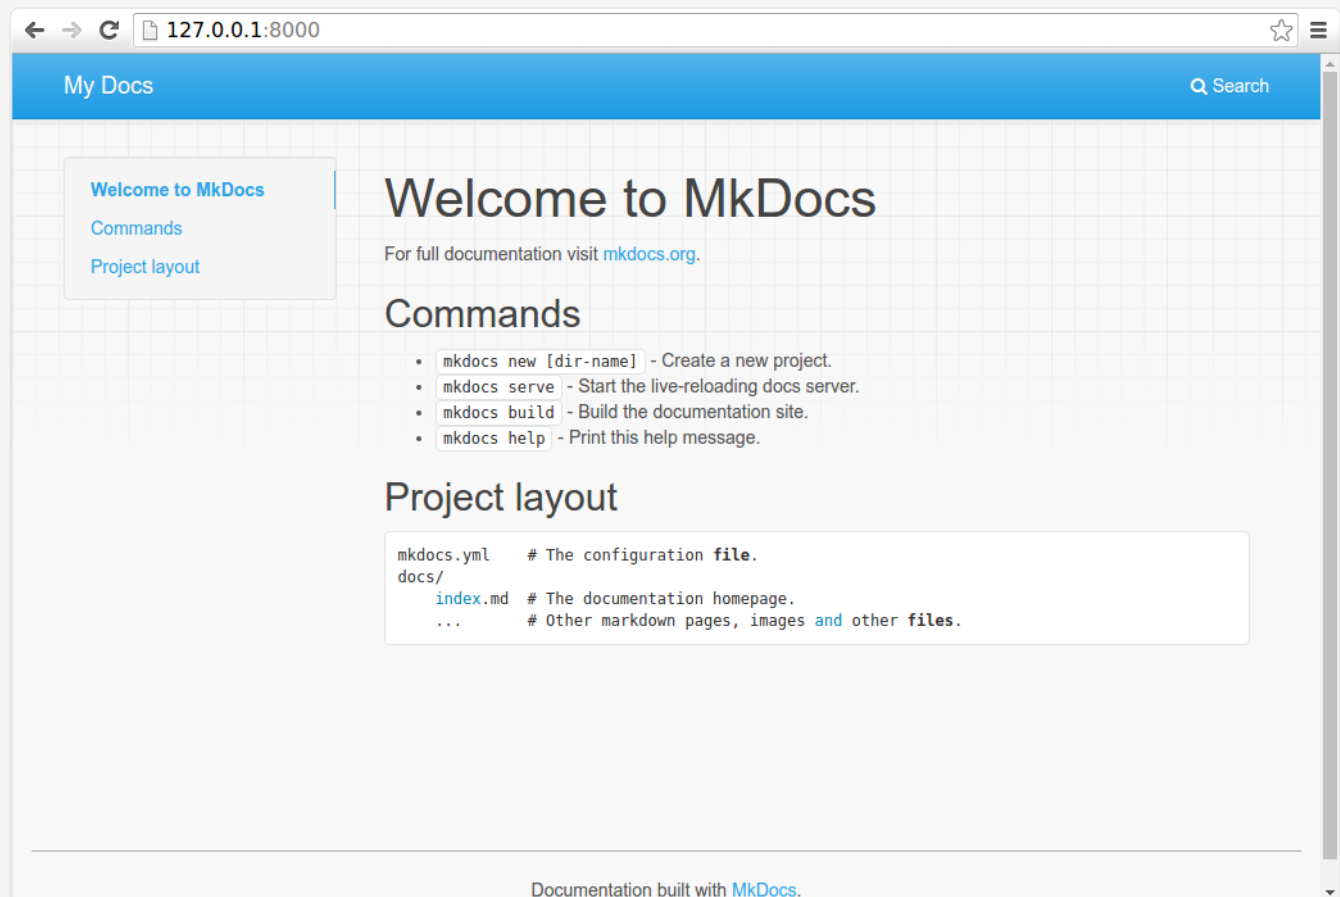 127.0.0.1:8000
My Docs
Search
Welcome to MkDocs
Commands
Project layout
Welcome to MkDocs
For full documentation visit mkdocs.org.
Commands
• mkdocs new [dir-name] - Create a new project.
• mkdocs serve - Start the live-reloading docs server.
• mkdocs build - Build the documentation site.
• mkdocs help - Print this help message.
Project layout
mkdocs.yml    # The configuration file.
docs/
    index.md  # The documentation homepage.
    ...       # Other markdown pages, images and other files.
Documentation built with MkDocs.